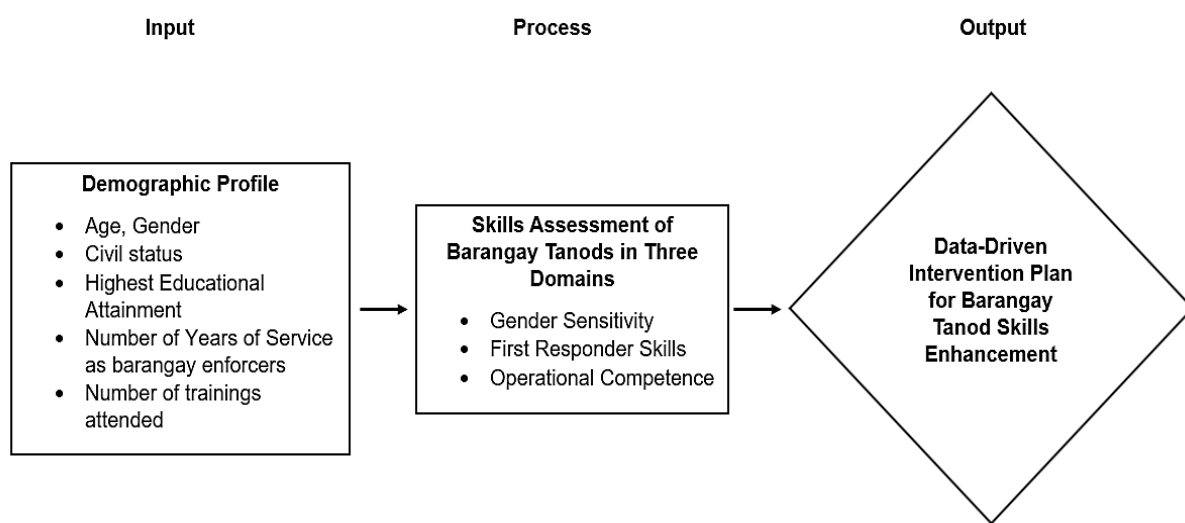 Input
Process
Output
Demographic Profile
• Age, Gender
• Civil status
• Highest Educational
Attainment
• Number of Years of Service
as barangay enforcers
• Number of trainings
attended
Skills Assessment of
Barangay Tanods in Three
Domains
• Gender Sensitivity
• First Responder Skills
• Operational Competence
Data-Driven
Intervention Plan
for Barangay
Tanod Skills
Enhancement